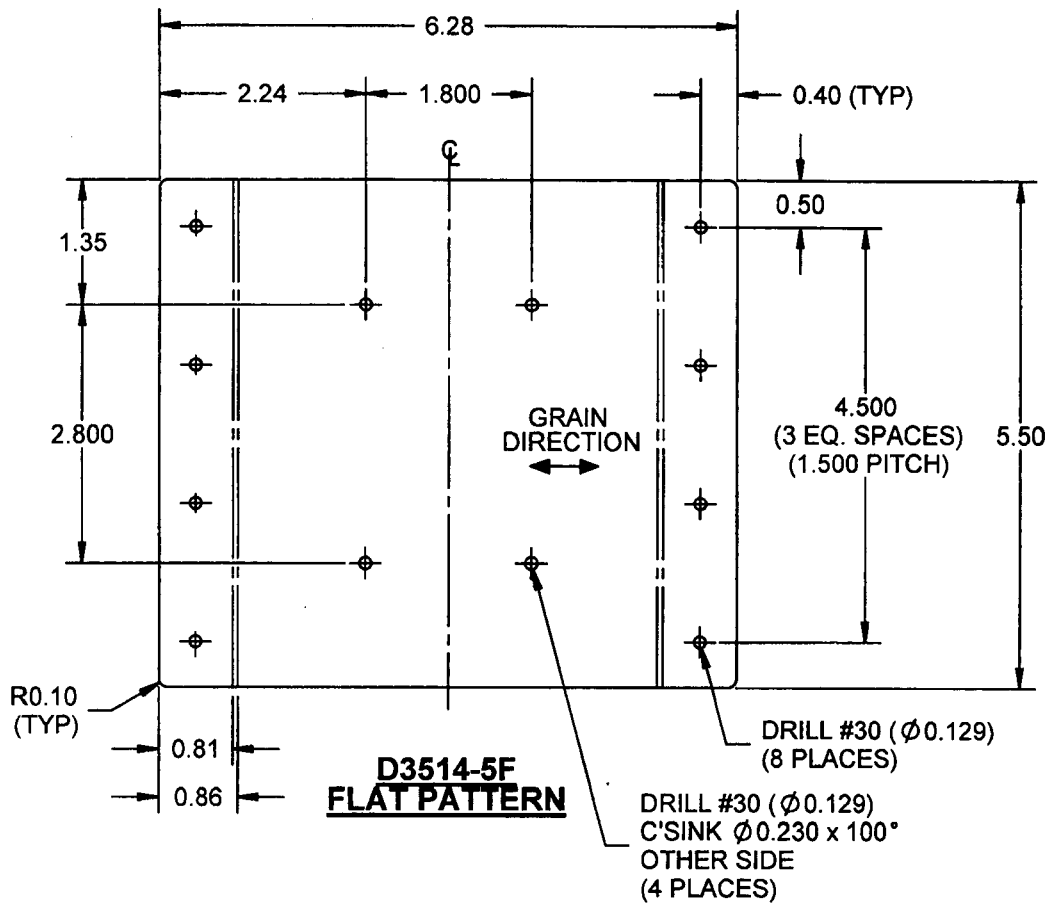 6.28
2.24
1.800
0.40 (TYP)
℄
0.50
1.35
GRAIN
DIRECTION
4.500
(3 EQ. SPACES)
(1.500 PITCH)
5.50
2.800
R0.10
(TYP)
0.81
0.86
D3514-5F
FLAT PATTERN
DRILL #30 (Ø0.129)
(8 PLACES)
DRILL #30 (Ø0.129)
C'SINK Ø0.230 x 100°
OTHER SIDE
(4 PLACES)